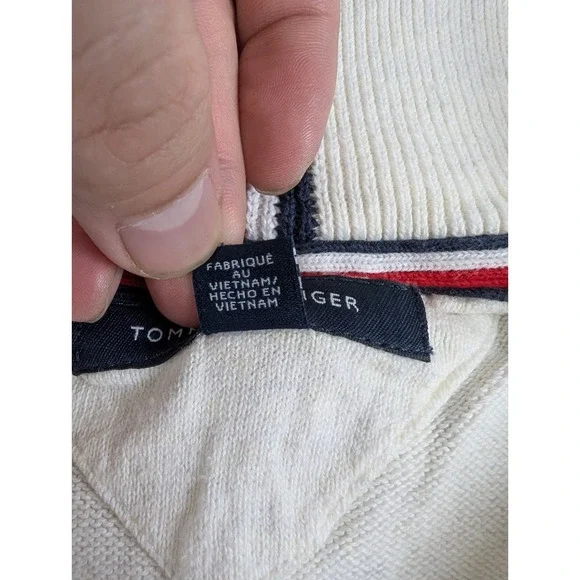 FABRIQUÉ
AU
VIETNAM/
HECHO EN
VIETNAM
TOM IGER